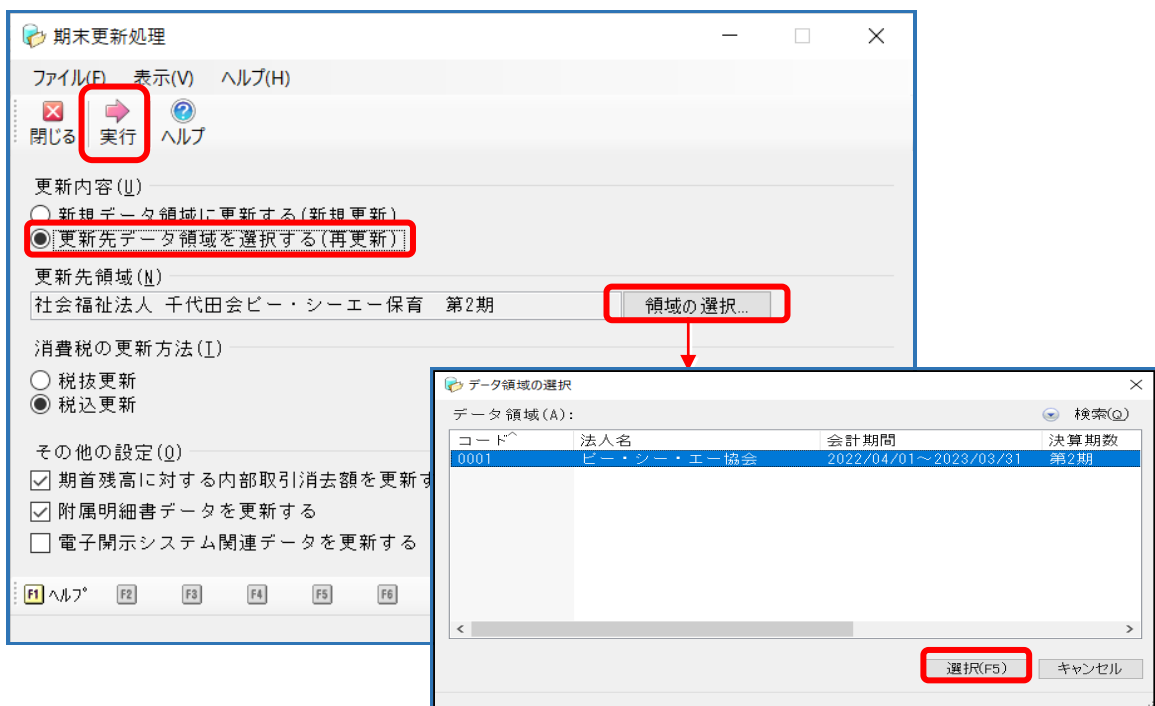 期末更新処理
ファイル(F) 表示(V) ヘルプ(H)
閉じる 実行 ヘルプ
更新内容(U)
新規データ領域に更新する(新規更新)
更新先データ領域を選択する(再更新)
更新先領域(N)
社会福祉法人 千代田会ビー・シーエー保育 第2期 領域の選択...
消費税の更新方法(T)
税抜更新
税込更新
その他の設定(O)
期首残高に対する内部取引消去額を更新す
附属明細書データを更新する
電子開示システム関連データを更新する
F1 ヘルプ F2 F3 F4 F5 F6
データ領域の選択
データ領域(A): 検索(Q)
コード^ 法人名 会計期間 決算期数
0001 ビー・シー・エー協会 2022/04/01～2023/03/31 第2期
選択(F5) キャンセル